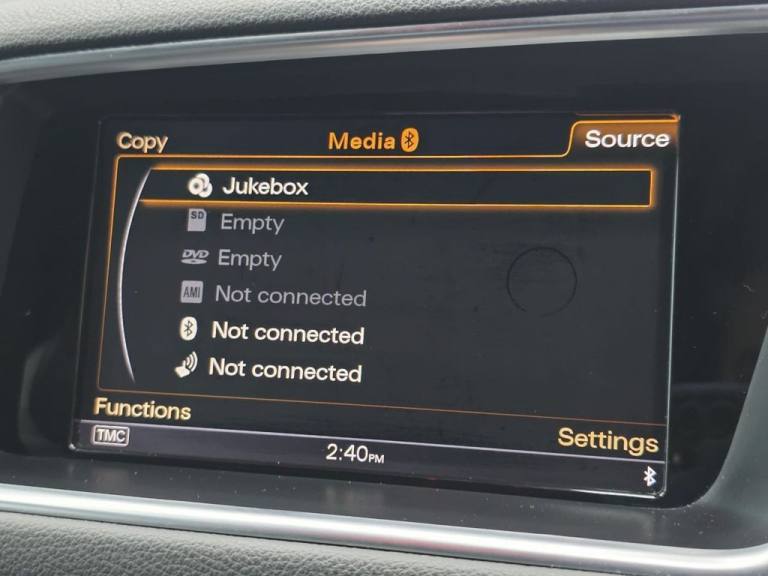 Copy
Media
Source
Jukebox
SD Empty
DVD Empty
AMI Not connected
Not connected
Not connected
Functions
Settings
TMC
2:40PM